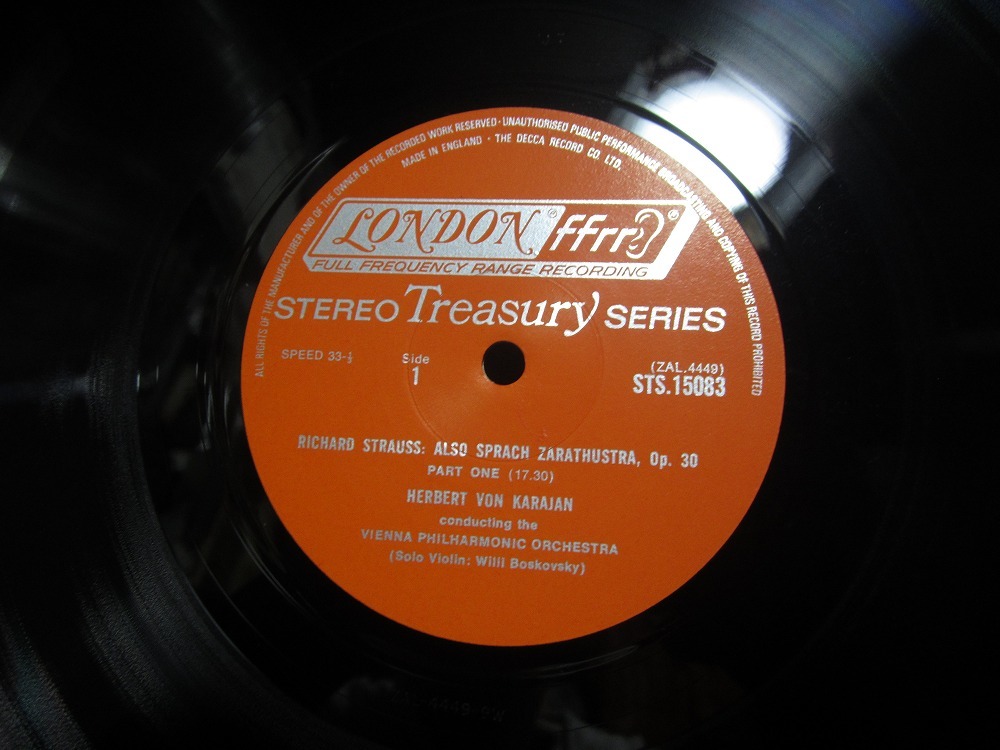 ALL RIGHTS OF THE MANUFACTURER AND OF THE OWNER OF THE RECORDED WORK RESERVED · UNAUTHORISED PUBLIC PERFORMANCE BROADCASTING AND COPYING OF THIS RECORD PROHIBITED
MADE IN ENGLAND · THE DECCA RECORD CO. LTD.
LONDON ® ffrr ®
FULL FREQUENCY RANGE RECORDING
STEREO Treasury SERIES
SPEED 33-⅓ Side (ZAL.4449)
1 STS.15083
RICHARD STRAUSS: ALSO SPRACH ZARATHUSTRA, Op. 30
PART ONE (17.30)
HERBERT VON KARAJAN
conducting the
VIENNA PHILHARMONIC ORCHESTRA
(Solo Violin: Willi Boskovsky)